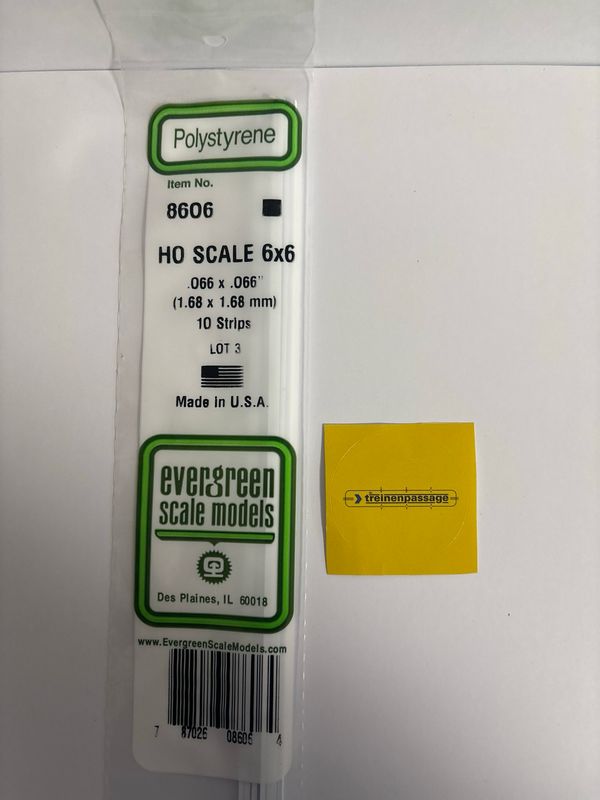 Polystyrene
Item No.
8606
HO SCALE 6x6
.066 x .066"
(1.68 x 1.68 mm)
10 Strips
LOT 3
Made in U.S.A.
evergreen
scale models
Des Plaines, IL 60018
www.EvergreenScaleModels.com
7 87026 08606 4
treinenpassage